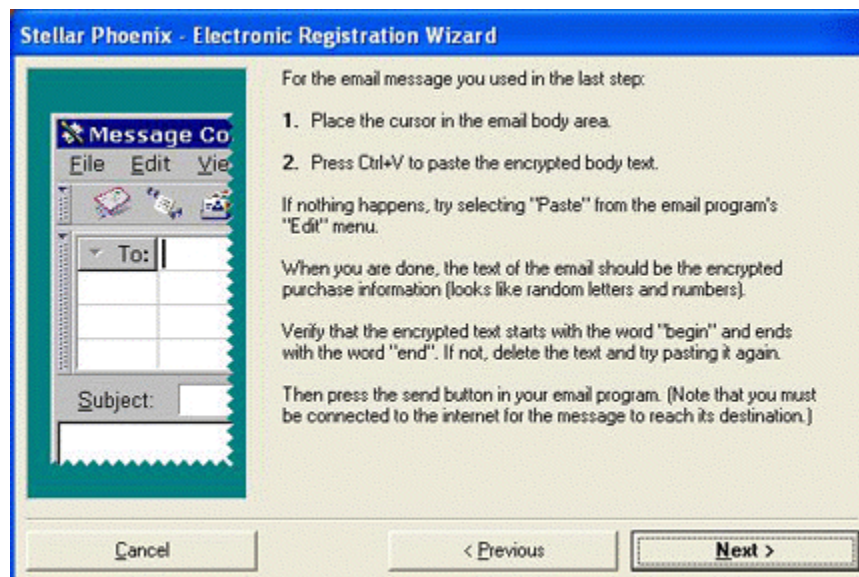 Stellar Phoenix - Electronic Registration Wizard
For the email message you used in the last step:
1. Place the cursor in the email body area.
2. Press Ctrl+V to paste the encrypted body text.
If nothing happens, try selecting "Paste" from the email program's
"Edit" menu.
When you are done, the text of the email should be the encrypted
purchase information (looks like random letters and numbers).
Verify that the encrypted text starts with the word "begin" and ends
with the word "end". If not, delete the text and try pasting it again.
Then press the send button in your email program. (Note that you must
be connected to the internet for the message to reach its destination.)
Message Co
File Edit Vie
To:
Subject:
Cancel
< Previous
Next >